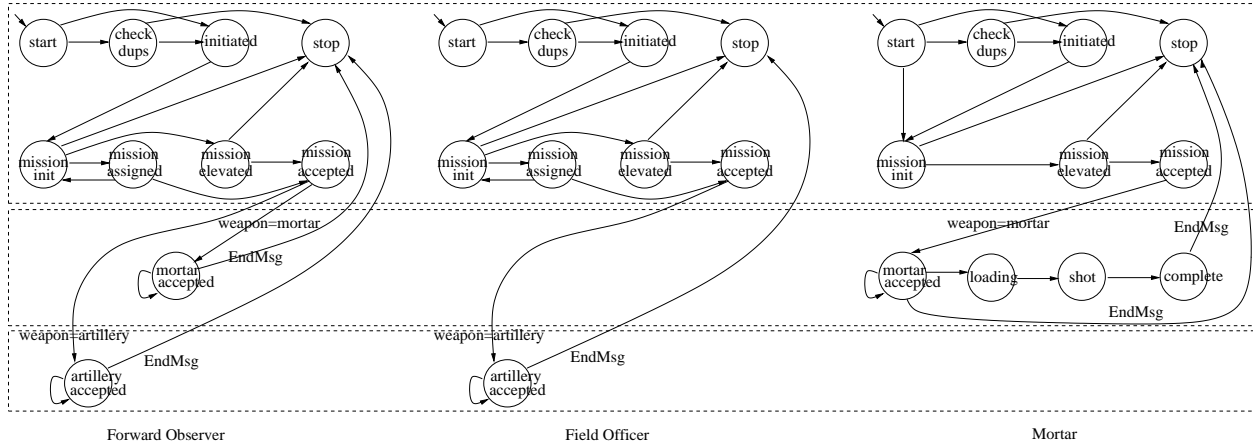 start
check
dups
initiated
stop
mission
init
mission
assigned
mission
elevated
mission
accepted
weapon=mortar
EndMsg
mortar
accepted
weapon=artillery
EndMsg
artillery
accepted
Forward Observer
start
check
dups
initiated
stop
mission
init
mission
assigned
mission
elevated
mission
accepted
weapon=artillery
EndMsg
artillery
accepted
Field Officer
start
check
dups
initiated
stop
mission
init
mission
elevated
mission
accepted
weapon=mortar
EndMsg
mortar
accepted
loading
shot
complete
EndMsg
Mortar